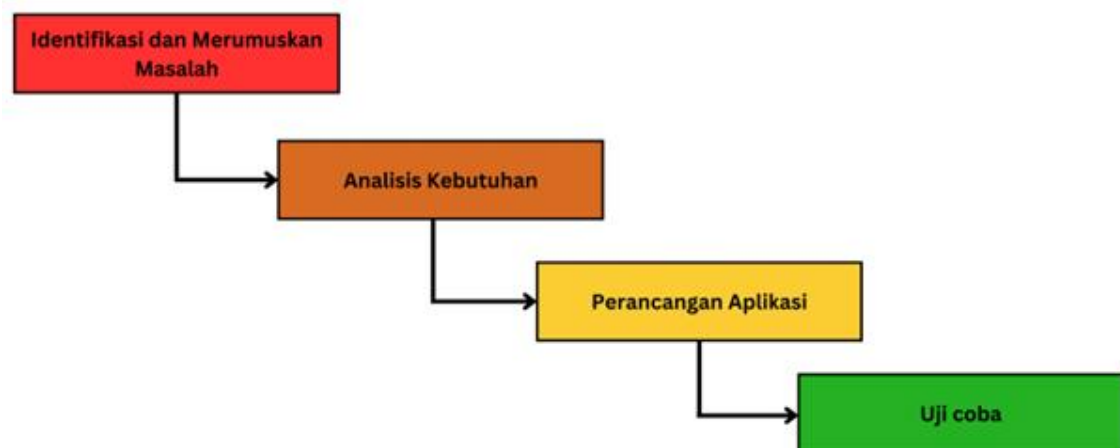 Identifikasi dan Merumuskan
Masalah
Analisis Kebutuhan
Perancangan Aplikasi
Uji coba